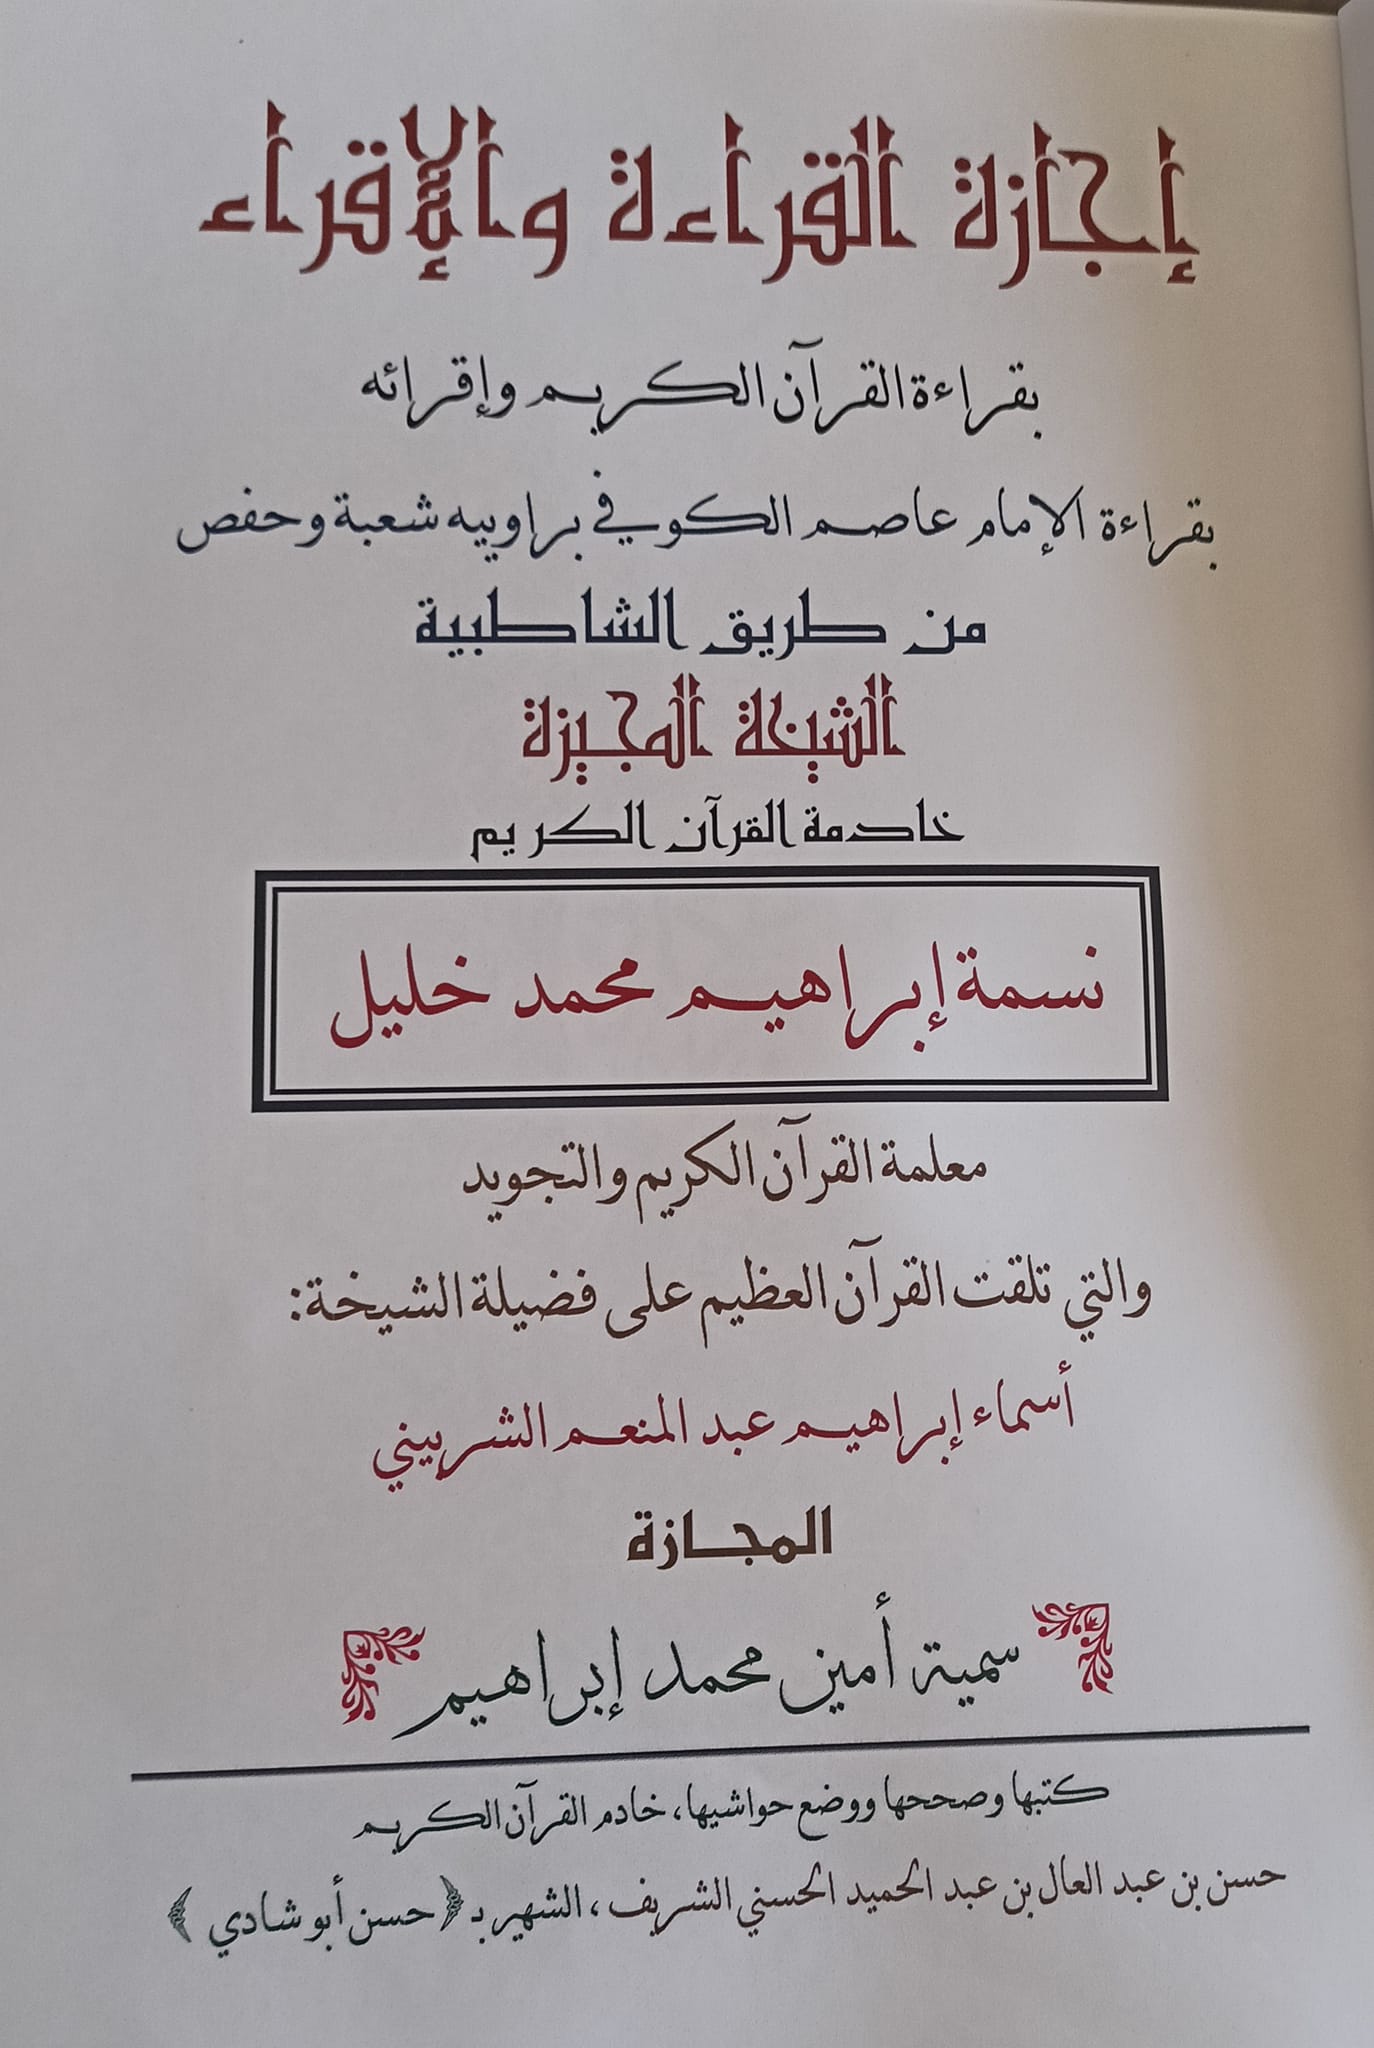 إجازة القراءة والإقراء
بقراءة القرآن الكريم وإقرائه
بقراءة الإمام عاصم الكوفي براوييه شعبة وحفص
من طريق الشاطبية
الشيخة المجيزة
خادمة القرآن الكريم
نسمة إبراهيم محمد خليل
معلمة القرآن الكريم والتجويد
والتي تلقت القرآن العظيم على فضيلة الشيخة:
أسماء إبراهيم عبد المنعم الشربيني
المجازة
سمية أمين محمد إبراهيم
كتبها وصححها ووضع حواشيها، خادم القرآن الكريم
حسن بن عبد العال بن عبد الحميد الحسني الشريف، الشهير بـ ﴿حسن أبو شادي﴾